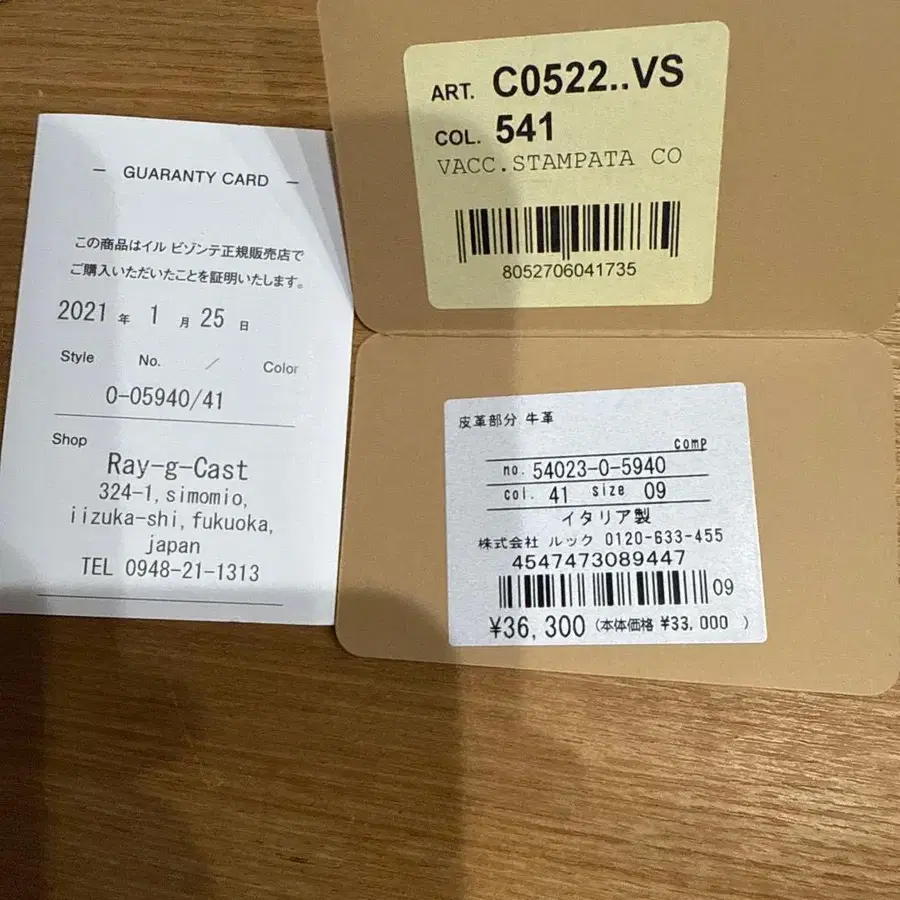 — GUARANTY CARD —
この商品はイル ビゾンテ正規販売店で
ご購入いただいたことを証明いたします。
2021 年 1 月 25 日
Style No. ／ Color
0-05940/41
Shop
Ray-g-Cast
324-1,simomio,
iizuka-shi,fukuoka,
japan
TEL 0948-21-1313
ART. C0522..VS
COL. 541
VACC.STAMPATA CO
8052706041735
皮革部分 牛革
comp
no. 54023-0-5940
col. 41 size 09
イタリア製
株式会社 ルック 0120-633-455
4547473089447
09
¥36,300 (本体価格 ¥33,000 )